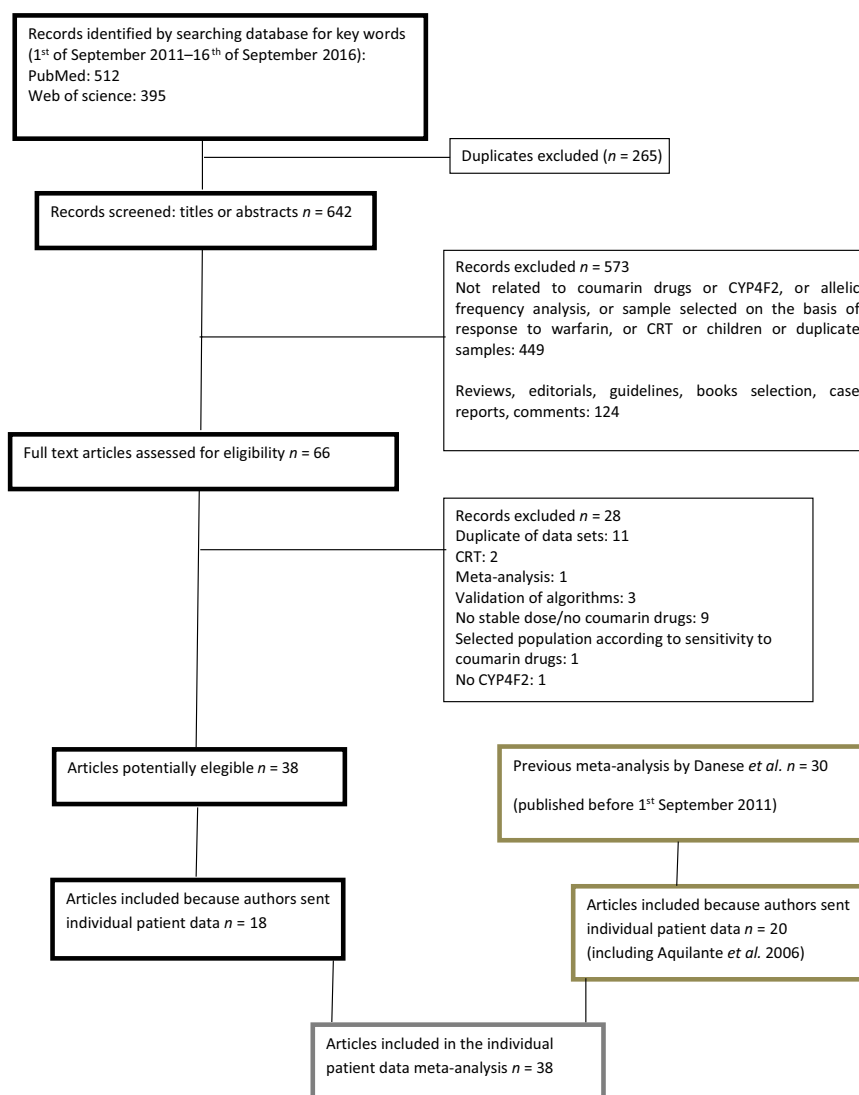 Records identified by searching database for key words
(1st of September 2011–16th of September 2016):
PubMed: 512
Web of science: 395
Duplicates excluded (n = 265)
Records screened: titles or abstracts n = 642
Records excluded n = 573
Not related to coumarin drugs or CYP4F2, or allelic
frequency analysis, or sample selected on the basis of
response to warfarin, or CRT or children or duplicate
samples: 449
Reviews, editorials, guidelines, books selection, case
reports, comments: 124
Full text articles assessed for eligibility n = 66
Records excluded n = 28
Duplicate of data sets: 11
CRT: 2
Meta-analysis: 1
Validation of algorithms: 3
No stable dose/no coumarin drugs: 9
Selected population according to sensitivity to
coumarin drugs: 1
No CYP4F2: 1
Articles potentially elegible n = 38
Previous meta-analysis by Danese et al. n = 30
(published before 1st September 2011)
Articles included because authors sent
individual patient data n = 18
Articles included because authors sent
individual patient data n = 20
(including Aquilante et al. 2006)
Articles included in the individual
patient data meta-analysis n = 38